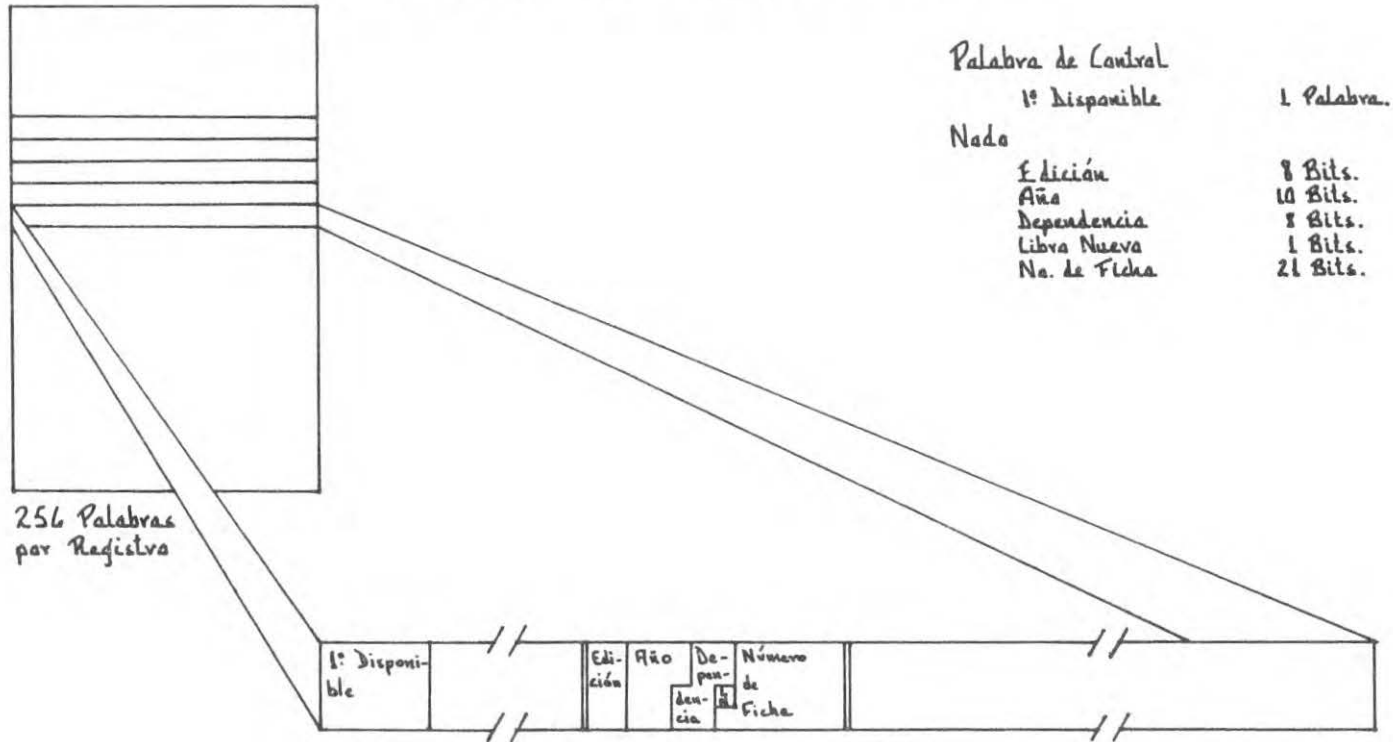 Palabra de Control
1º Disponible 1 Palabra.
Nodo
Edición 8 Bits.
Año 10 Bits.
Dependencia 8 Bits.
Libro Nuevo 1 Bits.
No. de Ficha 21 Bits.
256 Palabras
por Registro
1º Disponi-
ble
Edi-
ción
Año
De-
pen-
den-
cia
Número
de
Ficha